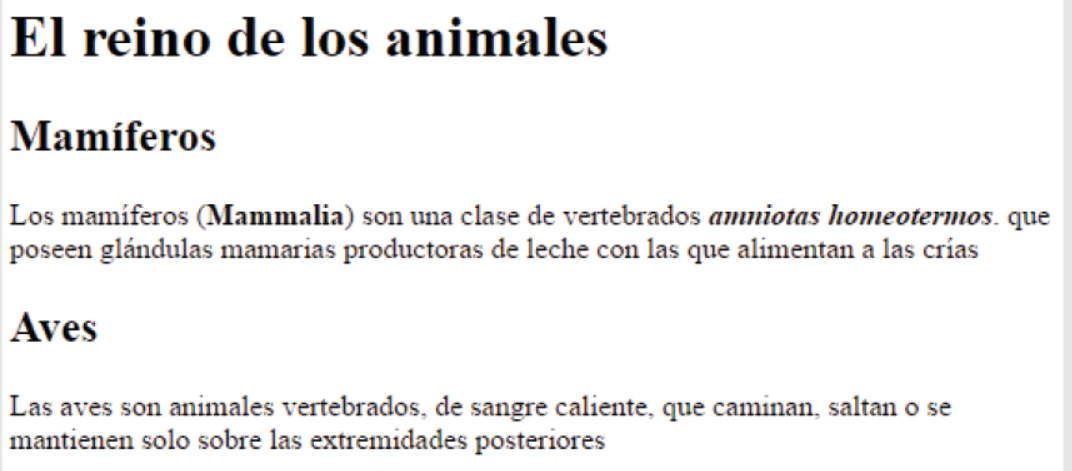 El reino de los animales
Mamíferos
Los mamíferos (Mammalia) son una clase de vertebrados amniotas homeotermos. que
poseen glándulas mamarias productoras de leche con las que alimentan a las crías
Aves
Las aves son animales vertebrados, de sangre caliente, que caminan, saltan o se
mantienen solo sobre las extremidades posteriores